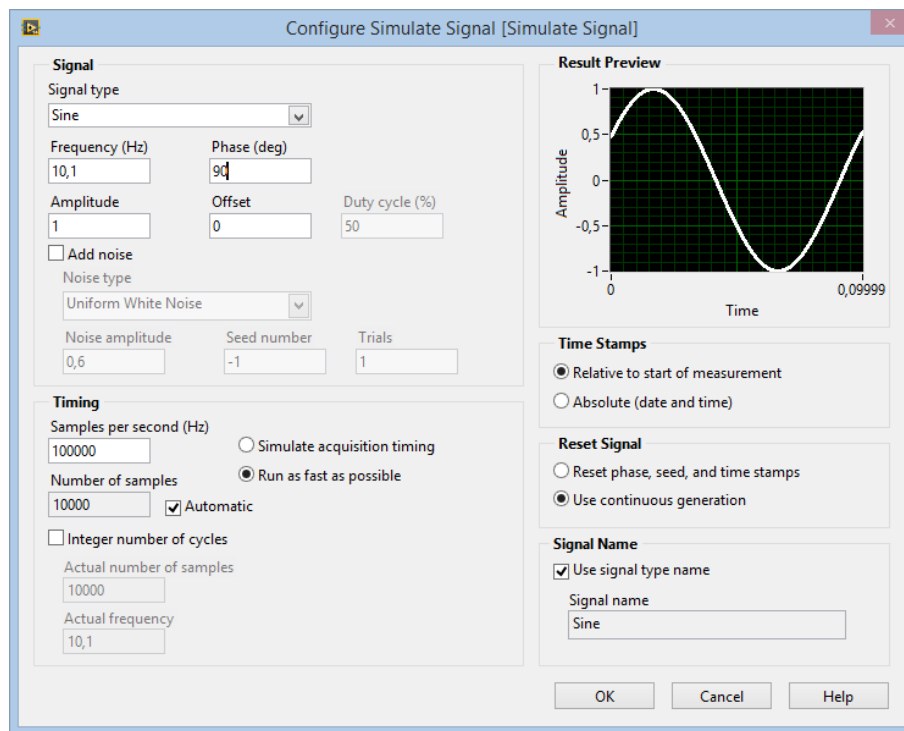 Configure Simulate Signal [Simulate Signal]
Signal
Signal type
Sine
Frequency (Hz) Phase (deg)
10,1 90
Amplitude Offset Duty cycle (%)
1 0 50
Add noise
Noise type
Uniform White Noise
Noise amplitude Seed number Trials
0,6 -1 1
Timing
Samples per second (Hz)
100000
Simulate acquisition timing
Run as fast as possible
Number of samples
10000 Automatic
Integer number of cycles
Actual number of samples
10000
Actual frequency
10,1
Result Preview
1
0,5
0
-0,5
-1
Amplitude
0 0,09999
Time
Time Stamps
Relative to start of measurement
Absolute (date and time)
Reset Signal
Reset phase, seed, and time stamps
Use continuous generation
Signal Name
Use signal type name
Signal name
Sine
OK Cancel Help